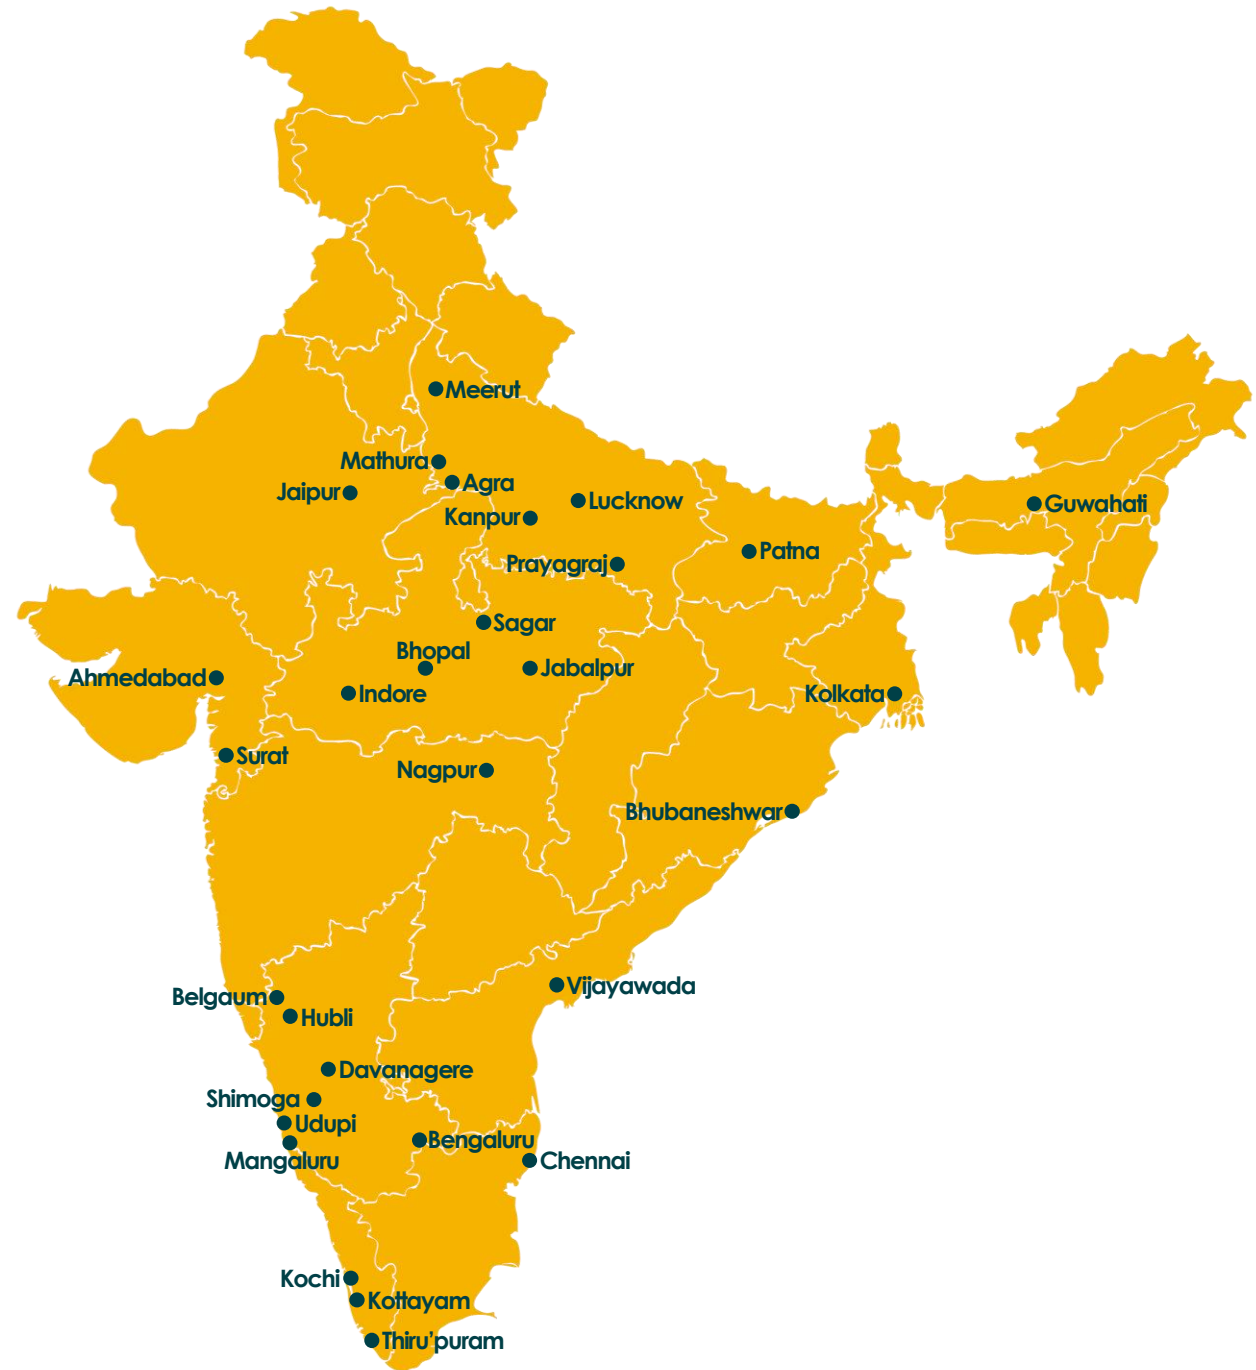 Meerut
Mathura
Agra
Jaipur
Lucknow
Kanpur
Guwahati
Patna
Prayagraj
Sagar
Bhopal
Jabalpur
Ahmedabad
Indore
Kolkata
Surat
Nagpur
Bhubaneshwar
Vijayawada
Belgaum
Hubli
Davanagere
Shimoga
Udupi
Bengaluru
Mangaluru
Chennai
Kochi
Kottayam
Thiru'puram